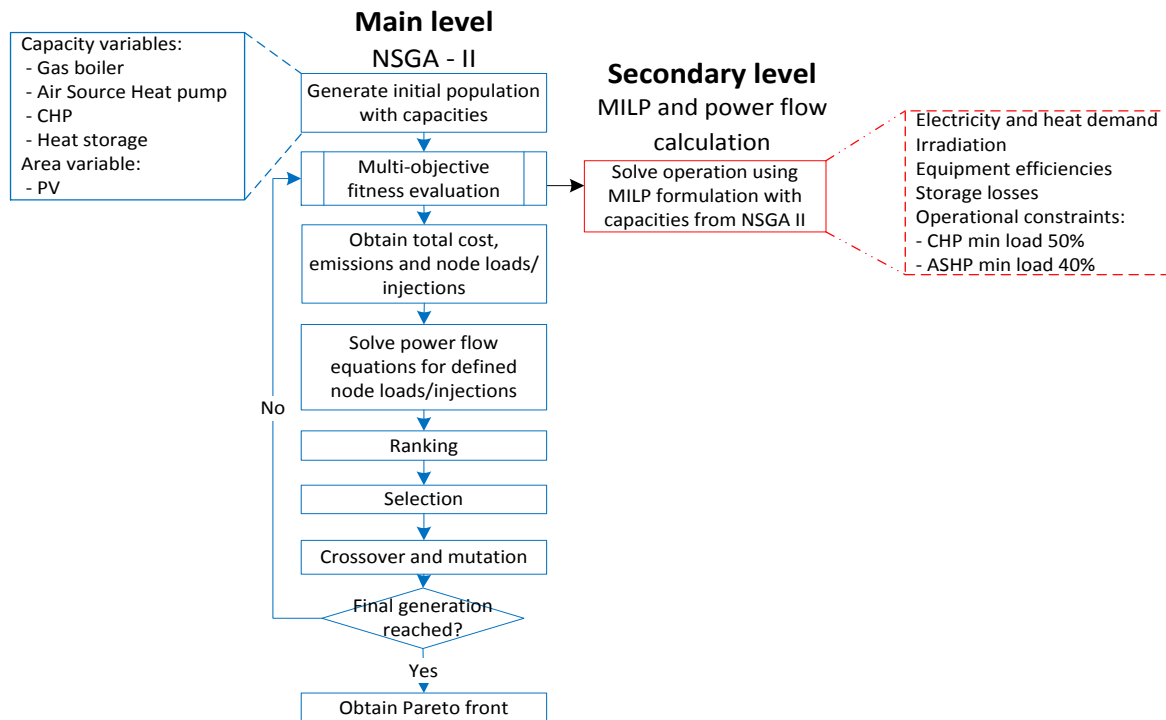 Main level
NSGA - II
Capacity variables:
- Gas boiler
- Air Source Heat pump
- CHP
- Heat storage
Area variable:
- PV
Generate initial population
with capacities
Multi-objective
fitness evaluation
Obtain total cost,
emissions and node loads/
injections
Solve power flow
equations for defined
node loads/injections
Ranking
Selection
Crossover and mutation
Final generation
reached?
No
Yes
Obtain Pareto front
Secondary level
MILP and power flow
calculation
Solve operation using
MILP formulation with
capacities from NSGA II
Electricity and heat demand
Irradiation
Equipment efficiencies
Storage losses
Operational constraints:
- CHP min load 50%
- ASHP min load 40%